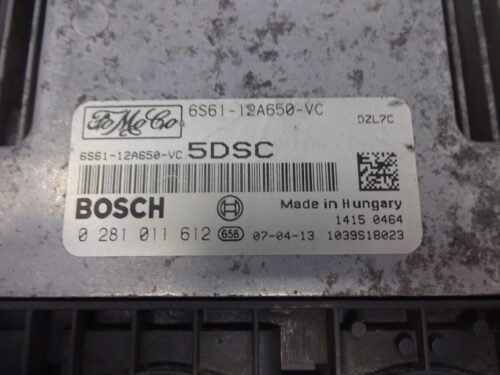 FoMoCo 6S61-12A650-VC DZL7C
6S61-12A650-VC 5DSC
BOSCH Made in Hungary
1415 0464
0 281 011 612 658 07-04-13 1039S18023